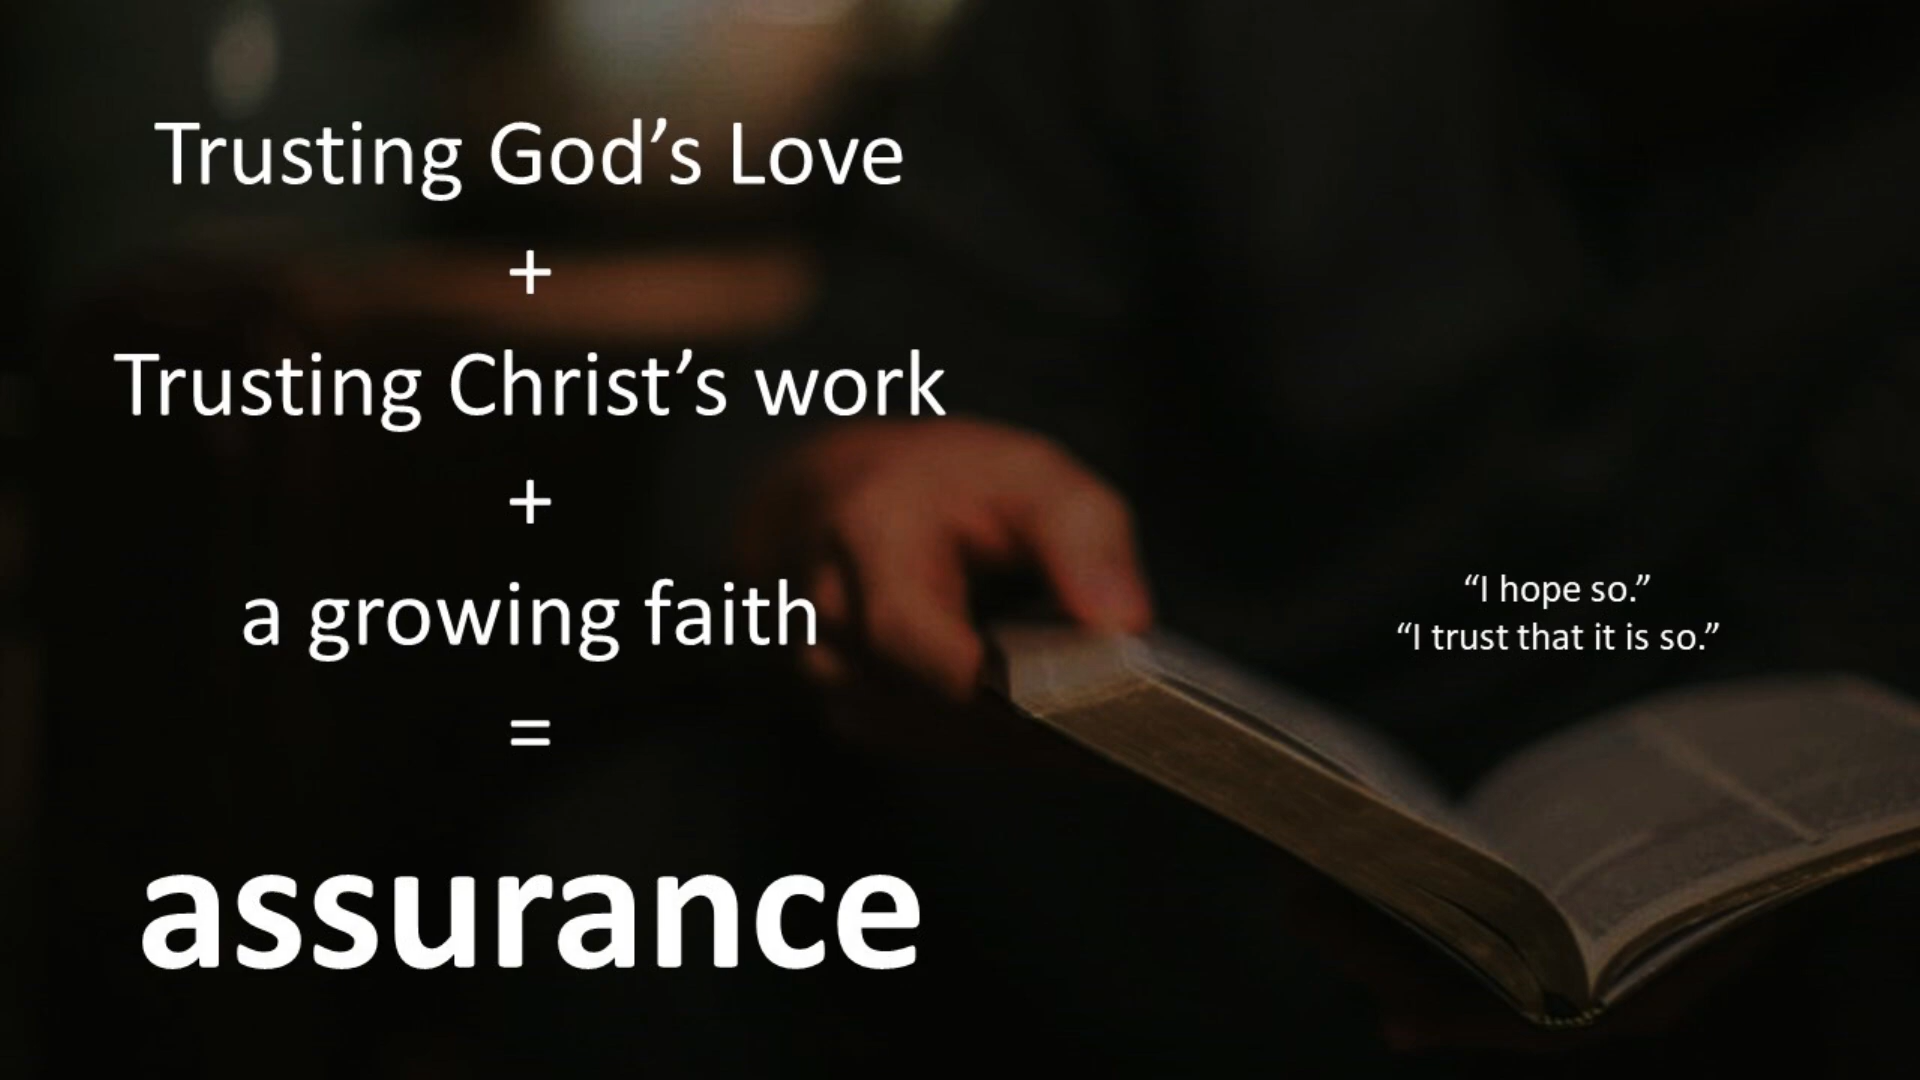 Trusting God’s Love
+
Trusting Christ’s work
+
a growing faith
=
assurance
“I hope so.”
“I trust that it is so.”